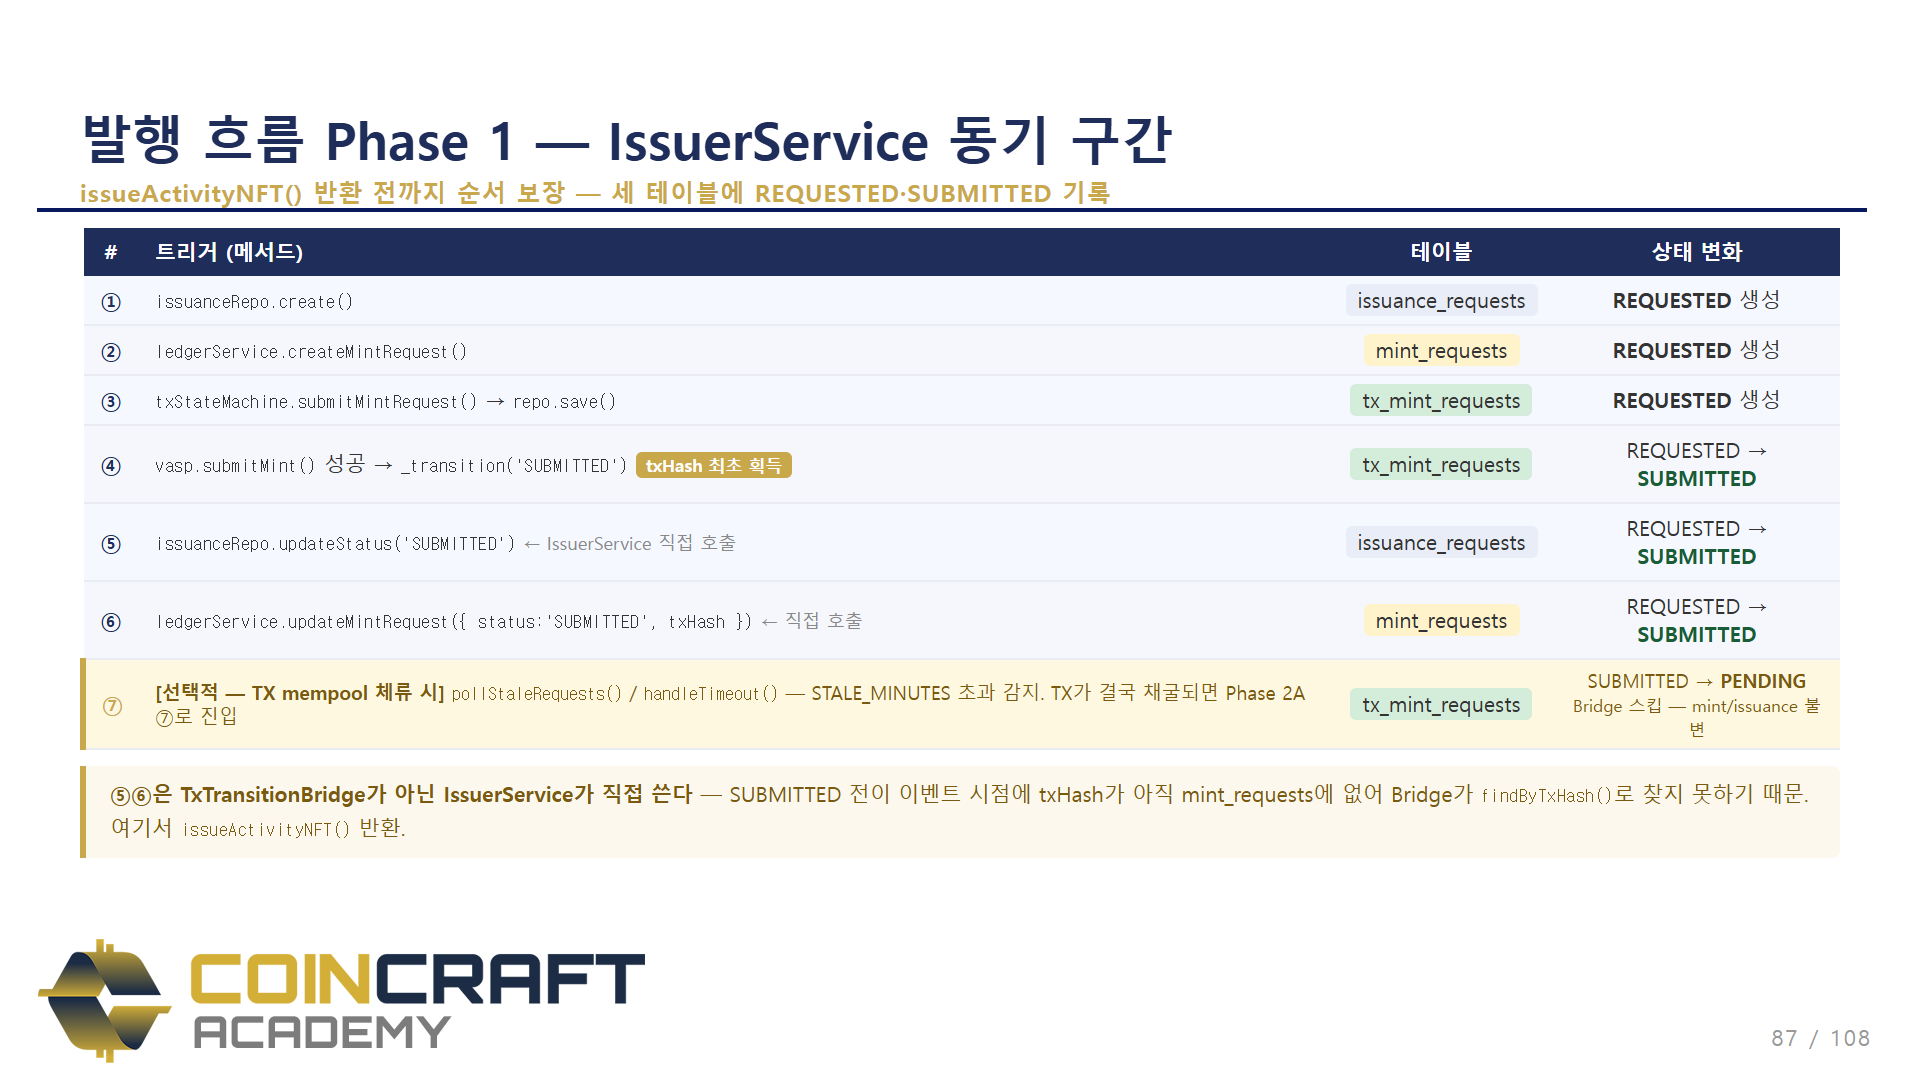 발행 흐름 Phase 1 — IssuerService 동기 구간
issueActivityNFT() 반환 전까지 순서 보장 — 세 테이블에 REQUESTED·SUBMITTED 기록
# 트리거 (메서드) 테이블 상태 변화
① issuanceRepo.create() issuance_requests REQUESTED 생성
② ledgerService.createMintRequest() mint_requests REQUESTED 생성
③ txStateMachine.submitMintRequest() → repo.save() tx_mint_requests REQUESTED 생성
④ vasp.submitMint() 성공 → _transition('SUBMITTED') txHash 최초 획득 tx_mint_requests REQUESTED →
SUBMITTED
⑤ issuanceRepo.updateStatus('SUBMITTED') ← IssuerService 직접 호출 issuance_requests REQUESTED →
SUBMITTED
⑥ ledgerService.updateMintRequest({ status:'SUBMITTED', txHash }) ← 직접 호출 mint_requests REQUESTED →
SUBMITTED
⑦ [선택적 — TX mempool 체류 시] pollStaleRequests() / handleTimeout() — STALE_MINUTES 초과 감지. TX가 결국 채굴되면 Phase 2A
⑦로 진입
tx_mint_requests
SUBMITTED → PENDING
Bridge 스킵 — mint/issuance 불
변
⑤⑥은 TxTransitionBridge가 아닌 IssuerService가 직접 쓴다 — SUBMITTED 전이 이벤트 시점에 txHash가 아직 mint_requests에 없어 Bridge가 findByTxHash()로 찾지 못하기 때문.
여기서 issueActivityNFT() 반환.
COINCRAFT
ACADEMY
87 / 108